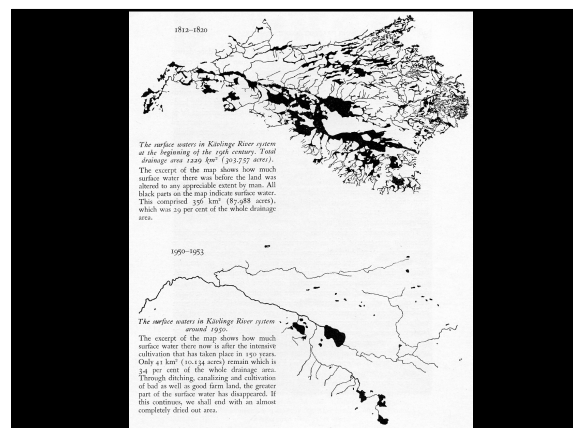 1812–1820
The surface waters in Kävlinge River system
at the beginning of the 19th century. Total
drainage area 1229 km² (303.757 acres).
The excerpt of the map shows how much
surface water there was before the land was
altered to any appreciable extent by man. All
black parts on the map indicate surface water.
This comprised 356 km² (87.988 acres),
which was 29 per cent of the whole drainage
area.
1950–1953
The surface waters in Kävlinge River system
around 1950.
The excerpt of the map shows how much
surface water there now is after the intensive
cultivation that has taken place in 150 years.
Only 41 km² (10.134 acres) remain which is
3.4 per cent of the whole drainage area.
Through ditching, canalizing and cultivation
of bad as well as good farm land, the greater
part of the surface water has disappeared. If
this continues, we shall end with an almost
completely dried out area.